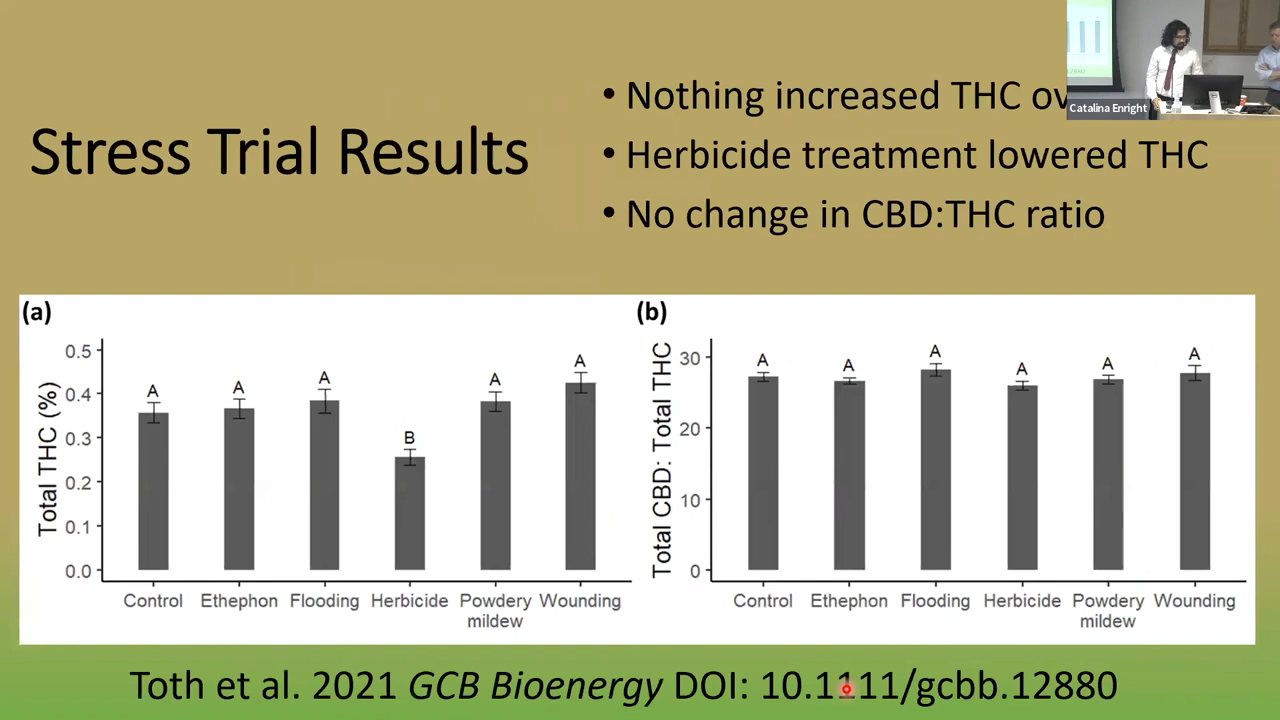 Stress Trial Results
• Nothing increased THC
• Herbicide treatment lowered THC
• No change in CBD:THC ratio
Catalina Enright
(a)
Total THC (%)
0.5
0.4
0.3
0.2
0.1
0.0
A
A
A
B
A
A
Control
Ethephon
Flooding
Herbicide
Powdery
mildew
Wounding
(b)
Total CBD: Total THC
30
20
10
0
A
A
A
A
A
A
Control
Ethephon
Flooding
Herbicide
Powdery
mildew
Wounding
Toth et al. 2021 GCB Bioenergy DOI: 10.1111/gcbb.12880